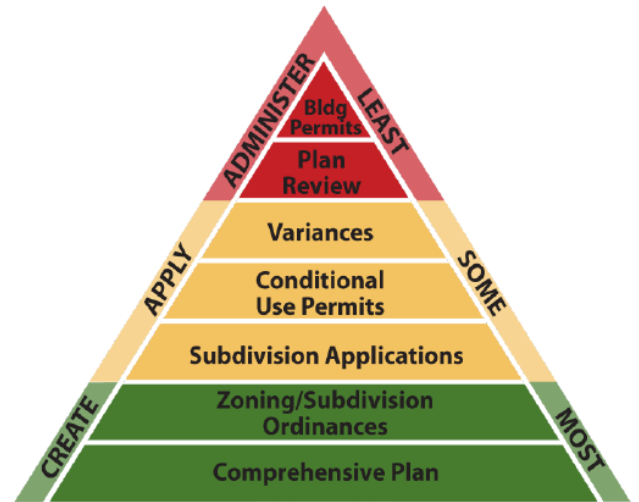 ADMINISTER
LEAST
Bldg
Permits
Plan
Review
APPLY
SOME
Variances
Conditional
Use Permits
Subdivision Applications
CREATE
MOST
Zoning/Subdivision
Ordinances
Comprehensive Plan